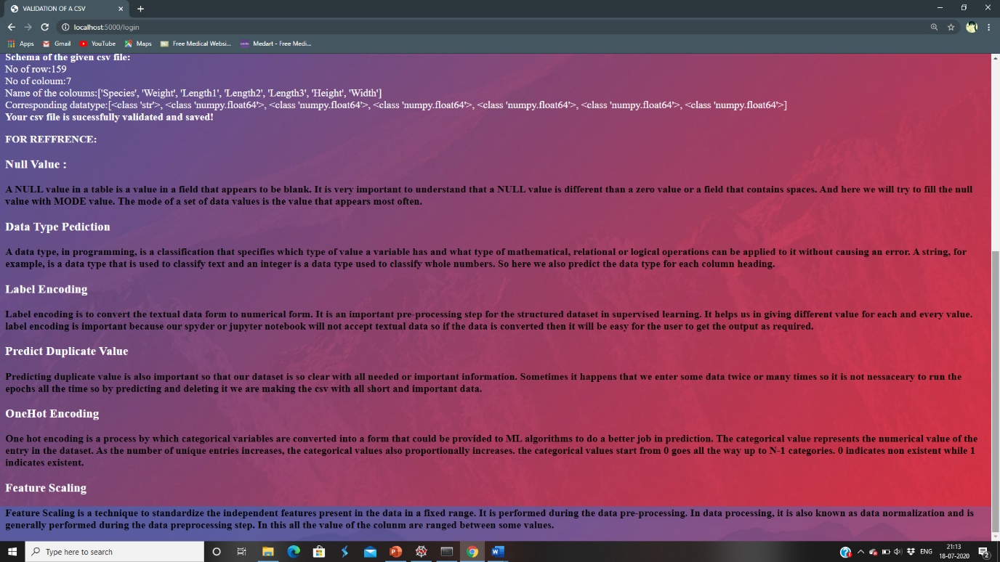 VALIDATION OF A CSV
localhost:5000/login
Apps
Gmail
YouTube
Maps
Free Medical Websi...
Medart - Free Medi...
Schema of the given csv file:
No of row:159
No of coloum:7
Name of the coloums:['Species', 'Weight', 'Length1', 'Length2', 'Length3', 'Height', 'Width']
Corresponding datatype:[<class 'str'>, <class 'numpy.float64'>, <class 'numpy.float64'>, <class 'numpy.float64'>, <class 'numpy.float64'>, <class 'numpy.float64'>, <class 'numpy.float64'>]
Your csv file is sucessfully validated and saved!
FOR REFFRENCE:
Null Value :
A NULL value in a table is a value in a field that appears to be blank. It is very important to understand that a NULL value is different than a zero value or a field that contains spaces. And here we will try to fill the null
value with MODE value. The mode of a set of data values is the value that appears most often.
Data Type Pediction
A data type, in programming, is a classification that specifies which type of value a variable has and what type of mathematical, relational or logical operations can be applied to it without causing an error. A string, for
example, is a data type that is used to classify text and an integer is a data type used to classify whole numbers. So here we also predict the data type for each column heading.
Label Encoding
Label encoding is to convert the textual data form to numerical form. It is an important pre-processing step for the structured dataset in supervised learning. It helps us in giving different value for each and every value.
label encoding is important because our spyder or jupyter notebook will not accept textual data so if the data is converted then it will be easy for the user to get the output as required.
Predict Duplicate Value
Predicting duplicate value is also important so that our dataset is so clear with all needed or important information. Sometimes it happens that we enter some data twice or many times so it is not nessaceary to run the
epochs all the time so by predicting and deleting it we are making the csv with all short and important data.
OneHot Encoding
One hot encoding is a process by which categorical variables are converted into a form that could be provided to ML algorithms to do a better job in prediction. The categorical value represents the numerical value of the
entry in the dataset. As the number of unique entries increases, the categorical values also proportionally increases. the categorical values start from 0 goes all the way up to N-1 categories. 0 indicates non existent while 1
indicates existent.
Feature Scaling
Feature Scaling is a technique to standardize the independent features present in the data in a fixed range. It is performed during the data pre-processing. In data processing, it is also known as data normalization and is
generally performed during the data preprocessing step. In this all the value of the colunm are ranged between some values.
Type here to search
ENG
21:13
18-07-2020
2